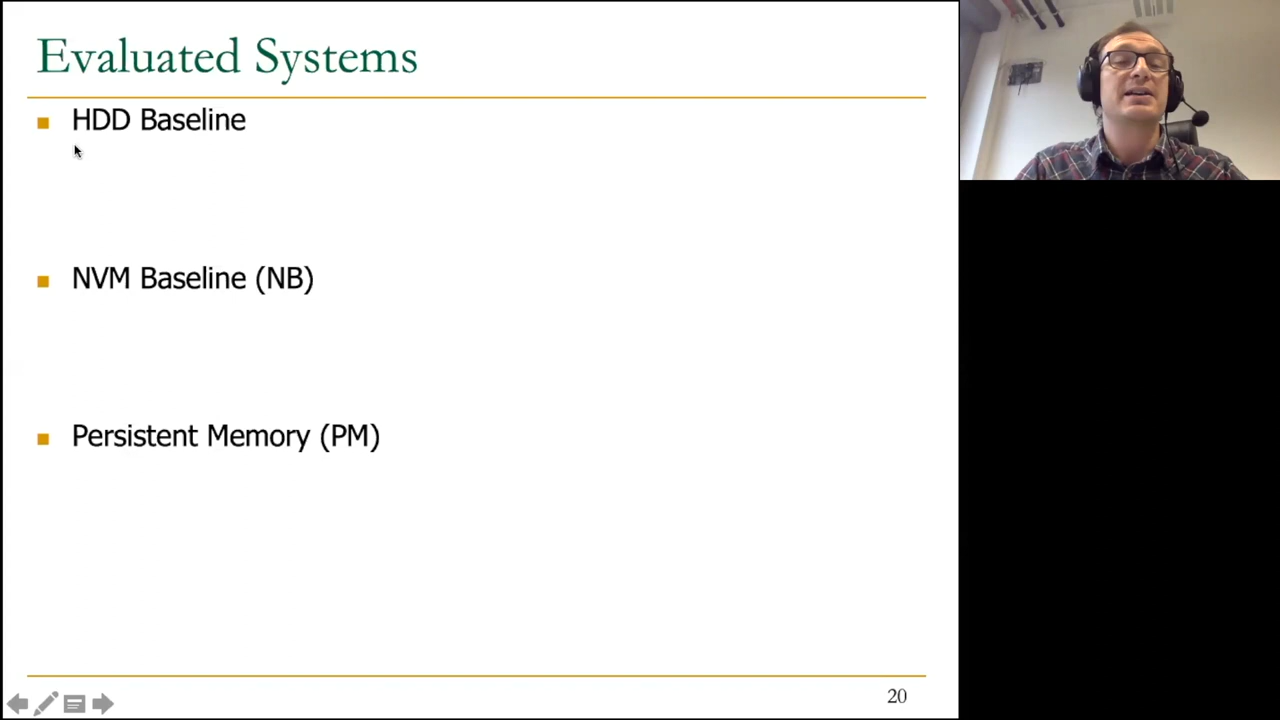 Evaluated Systems
HDD Baseline
NVM Baseline (NB)
Persistent Memory (PM)
20